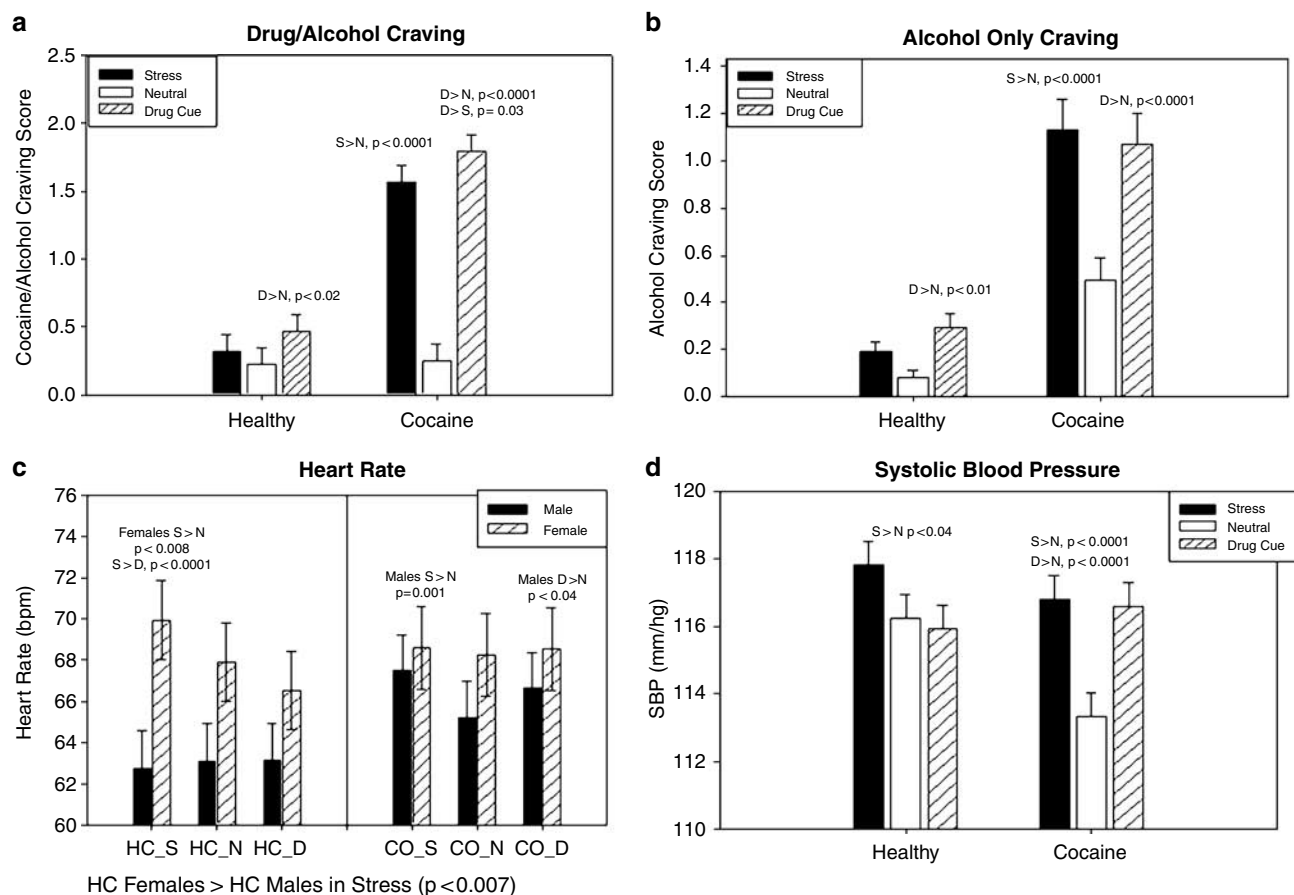 a
Drug/Alcohol Craving
2.5
2.0
1.5
1.0
0.5
0.0
Cocaine/Alcohol Craving Score
Stress
Neutral
Drug Cue
D>N, p<0.02
S>N, p<0.0001
D>N, p<0.0001
D>S, p= 0.03
Healthy
Cocaine
b
Alcohol Only Craving
1.4
1.2
1.0
0.8
0.6
0.4
0.2
0.0
Alcohol Craving Score
Stress
Neutral
Drug Cue
D>N, p<0.01
S>N, p<0.0001
D>N, p<0.0001
Healthy
Cocaine
c
Heart Rate
76
74
72
70
68
66
64
62
60
Heart Rate (bpm)
Male
Female
Females S>N
p<0.008
S>D, p<0.0001
Males S>N
p=0.001
Males D>N
p<0.04
HC_S
HC_N
HC_D
CO_S
CO_N
CO_D
HC Females > HC Males in Stress (p<0.007)
d
Systolic Blood Pressure
120
118
116
114
112
110
SBP (mm/hg)
Stress
Neutral
Drug Cue
S>N p<0.04
S>N, p<0.0001
D>N, p<0.0001
Healthy
Cocaine